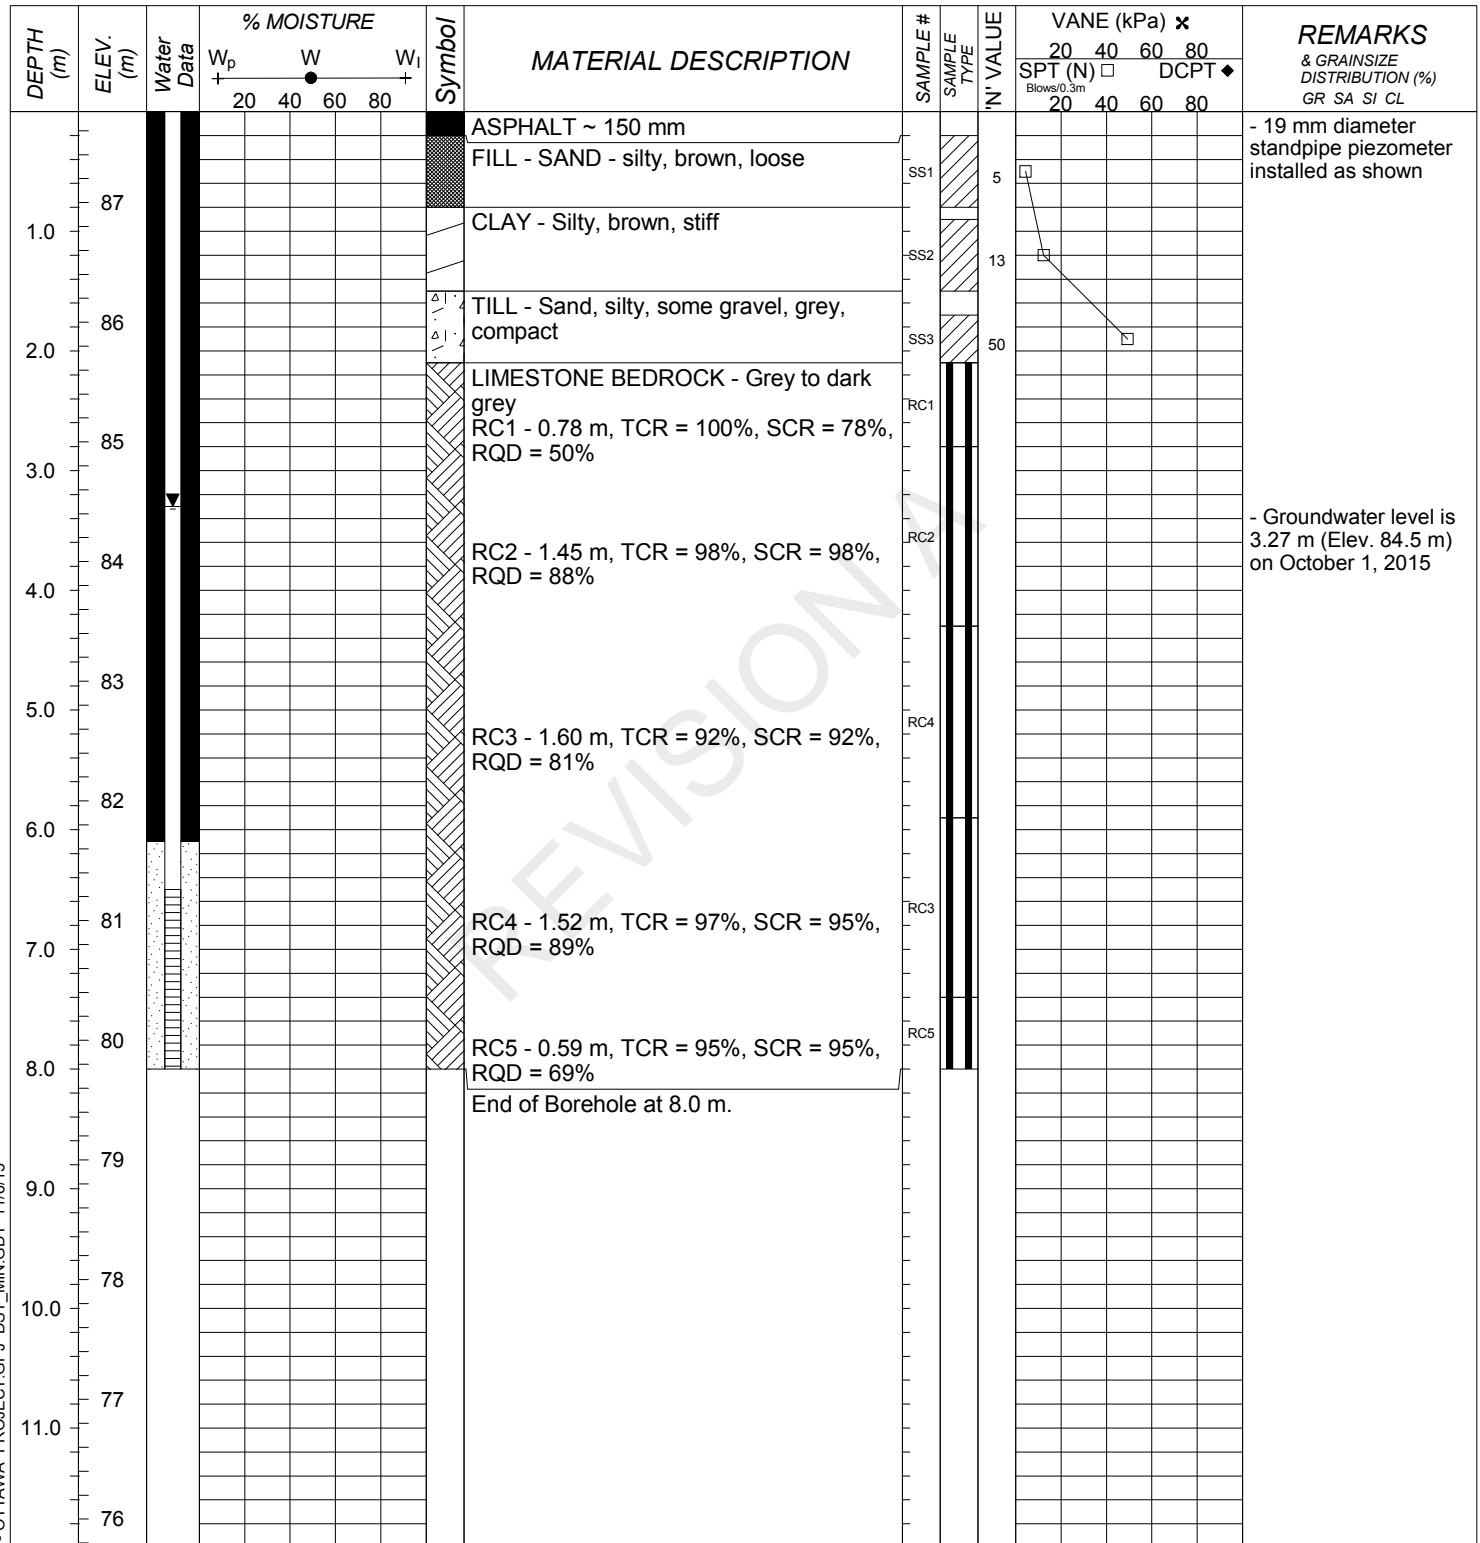 DEPTH (m)
ELEV. (m)
Water Data
% MOISTURE
Wp W Wl
20 40 60 80
Symbol
MATERIAL DESCRIPTION
SAMPLE #
SAMPLE TYPE
'N' VALUE
VANE (kPa)
20 40 60 80
SPT (N) DCPT
Blows/0.3m
20 40 60 80
REMARKS
& GRAINSIZE
DISTRIBUTION (%)
GR SA SI CL
ASPHALT ~ 150 mm
FILL - SAND - silty, brown, loose
SS1
5
- 19 mm diameter
standpipe piezometer
installed as shown
87
1.0
CLAY - Silty, brown, stiff
SS2
13
86
TILL - Sand, silty, some gravel, grey,
compact
SS3
50
2.0
LIMESTONE BEDROCK - Grey to dark
grey
RC1
RC1 - 0.78 m, TCR = 100%, SCR = 78%,
RQD = 50%
85
3.0
- Groundwater level is
3.27 m (Elev. 84.5 m)
on October 1, 2015
RC2
RC2 - 1.45 m, TCR = 98%, SCR = 98%,
RQD = 88%
84
4.0
83
5.0
RC4
RC3 - 1.60 m, TCR = 92%, SCR = 92%,
RQD = 81%
82
6.0
RC3
81
RC4 - 1.52 m, TCR = 97%, SCR = 95%,
RQD = 89%
7.0
RC5
80
RC5 - 0.59 m, TCR = 95%, SCR = 95%,
RQD = 69%
8.0
End of Borehole at 8.0 m.
79
9.0
78
10.0
77
11.0
76
REVISION A